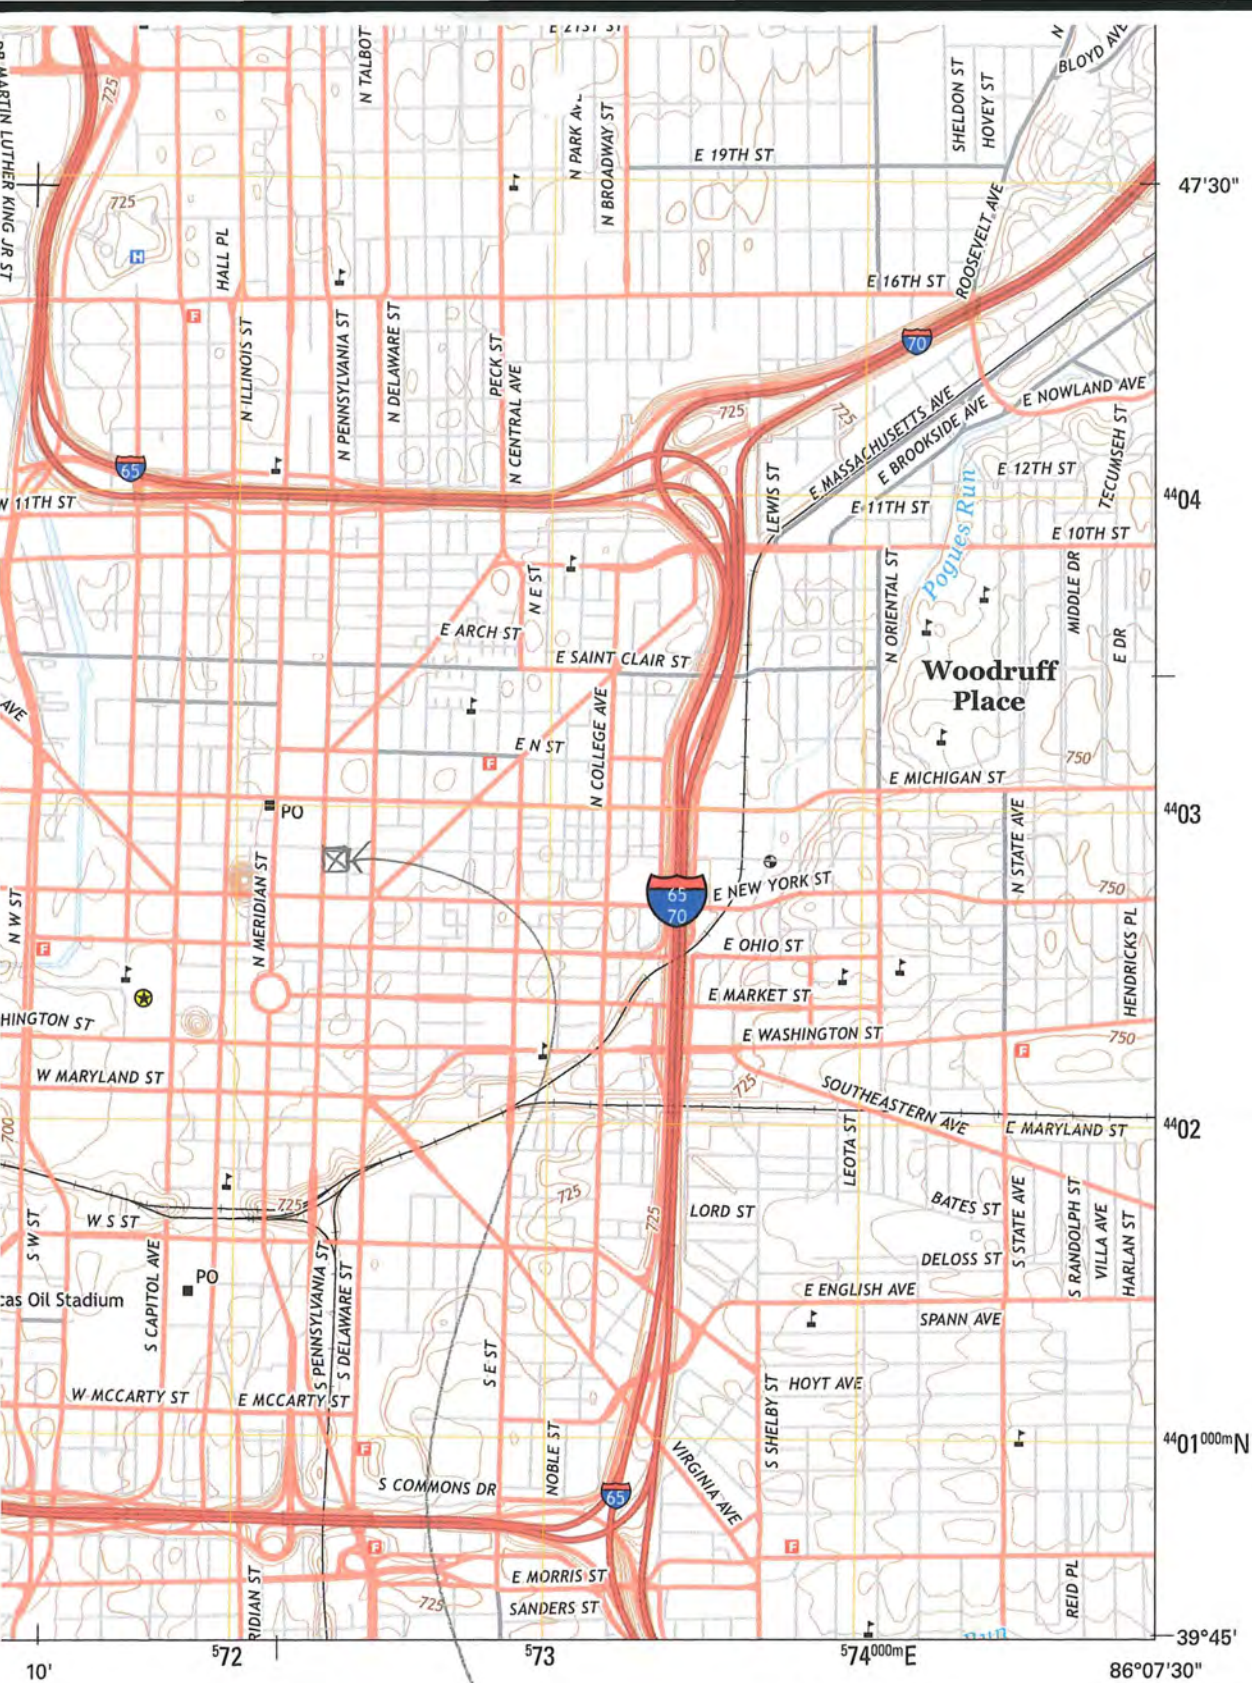 E 21ST ST
N TALBOT
BLOYD AVE
N
SHELDON ST
HOVEY ST
725
N PARK AV
N BROADWAY ST
DR MARTIN LUTHER KING JR ST
E 19TH ST
47'30"
725
H
HALL PL
ROOSEVELT AVE
E 16TH ST
F
N ILLINOIS ST
N PENNSYLVANIA ST
N DELAWARE ST
PECK ST
N CENTRAL AVE
70
725
725
E NOWLAND AVE
E MASSACHUSETTS AVE
E BROOKSIDE AVE
TECUMSEH ST
65
E 12TH ST
LEWIS ST
W 11TH ST
E 11TH ST
4404
E 10TH ST
Pogues Run
N E ST
N ORIENTAL ST
MIDDLE DR
E DR
E ARCH ST
E SAINT CLAIR ST
Woodruff
Place
AVE
N COLLEGE AVE
E N ST
F
750
E MICHIGAN ST
PO
4403
N STATE AVE
N MERIDIAN ST
65
70
E NEW YORK ST
750
N W ST
F
E OHIO ST
HENDRICKS PL
E MARKET ST
HINGTON ST
E WASHINGTON ST
750
F
W MARYLAND ST
725
SOUTHEASTERN AVE
700
E MARYLAND ST
4402
LEOTA ST
725
725
725
W S ST
S W ST
LORD ST
BATES ST
S STATE AVE
S RANDOLPH ST
VILLA AVE
HARLAN ST
S CAPITOL AVE
S PENNSYLVANIA ST
S DELAWARE ST
DELOSS ST
PO
cas Oil Stadium
E ENGLISH AVE
SPANN AVE
S E ST
W MCCARTY ST
E MCCARTY ST
HOYT AVE
S SHELBY ST
NOBLE ST
F
VIRGINIA AVE
4401000mN
S COMMONS DR
65
F
F
RIDIAN ST
E MORRIS ST
725
SANDERS ST
REID PL
Run
39°45'
10'
572
573
574000mE
86°07'30"